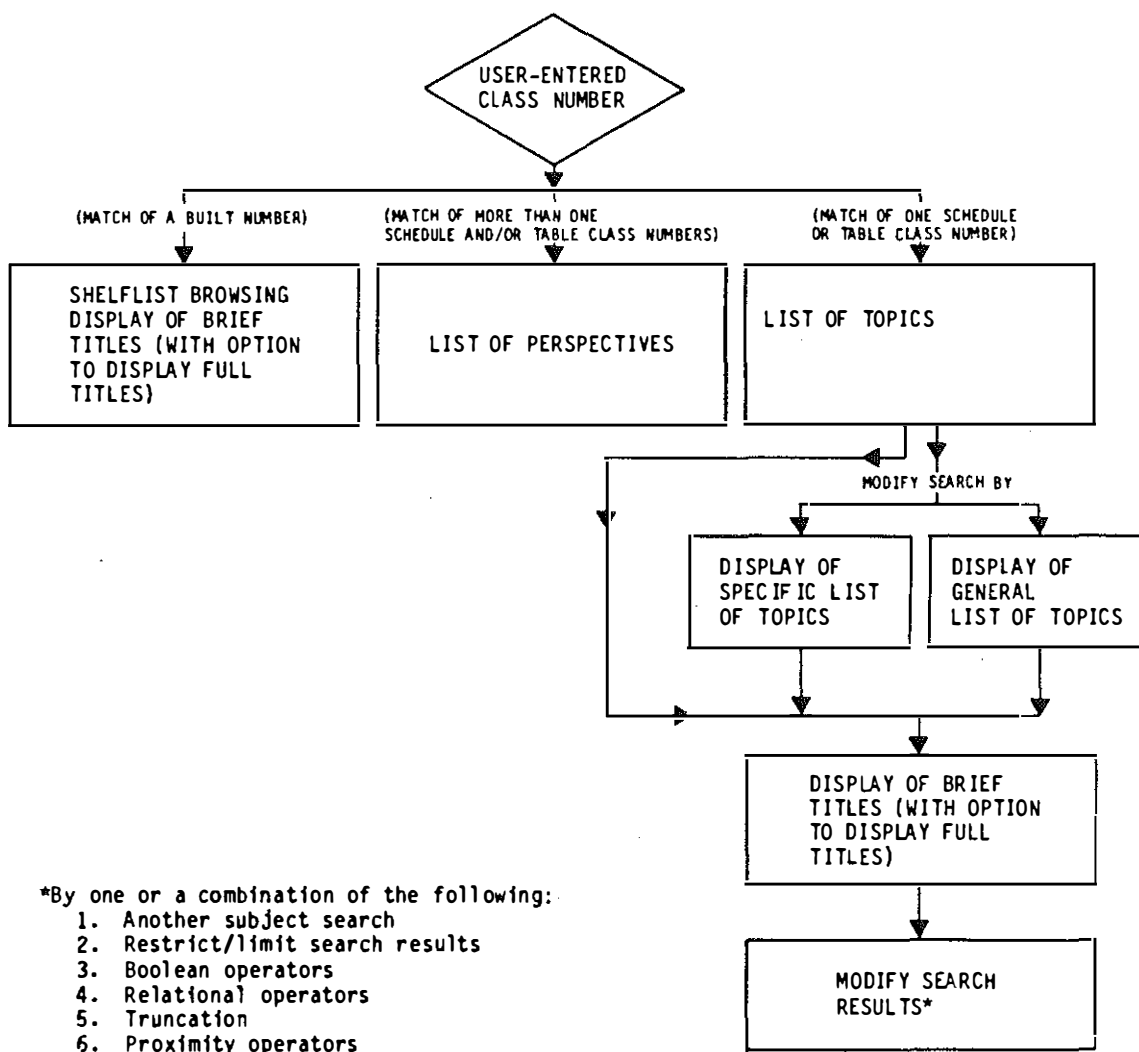 USER-ENTERED
CLASS NUMBER
(MATCH OF A BUILT NUMBER)
(MATCH OF MORE THAN ONE
SCHEDULE AND/OR TABLE CLASS NUMBERS)
(MATCH OF ONE SCHEDULE
OR TABLE CLASS NUMBER)
SHELFLIST BROWSING
DISPLAY OF BRIEF
TITLES (WITH OPTION
TO DISPLAY FULL
TITLES)
LIST OF PERSPECTIVES
LIST OF TOPICS
MODIFY SEARCH BY
DISPLAY OF
SPECIFIC LIST
OF TOPICS
DISPLAY OF
GENERAL
LIST OF TOPICS
DISPLAY OF BRIEF
TITLES (WITH OPTION
TO DISPLAY FULL
TITLES)
MODIFY SEARCH
RESULTS*
*By one or a combination of the following:
1. Another subject search
2. Restrict/limit search results
3. Boolean operators
4. Relational operators
5. Truncation
6. Proximity operators